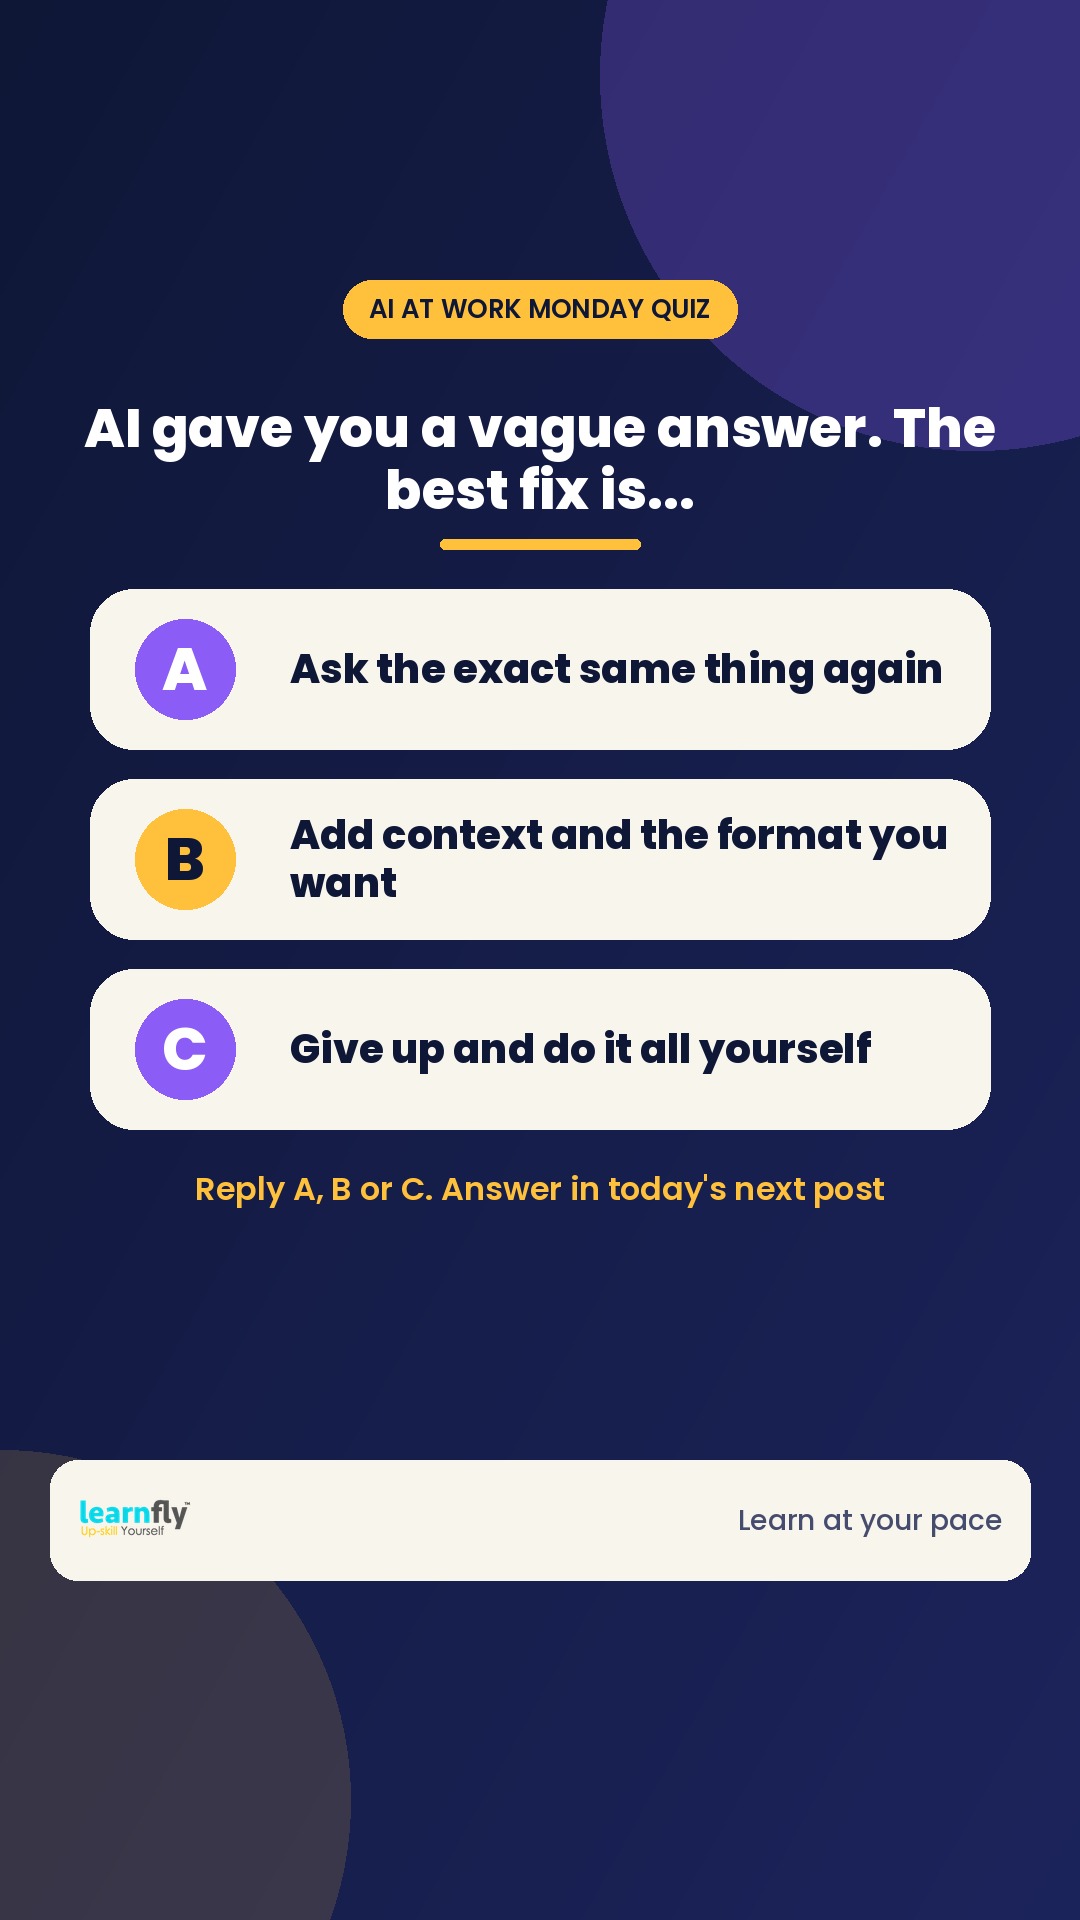 AI AT WORK MONDAY QUIZ
AI gave you a vague answer. The
best fix is...
A
Ask the exact same thing again
B
Add context and the format you
want
C
Give up and do it all yourself
Reply A, B or C. Answer in today's next post
learnfly™
Up-skill Yourself
Learn at your pace